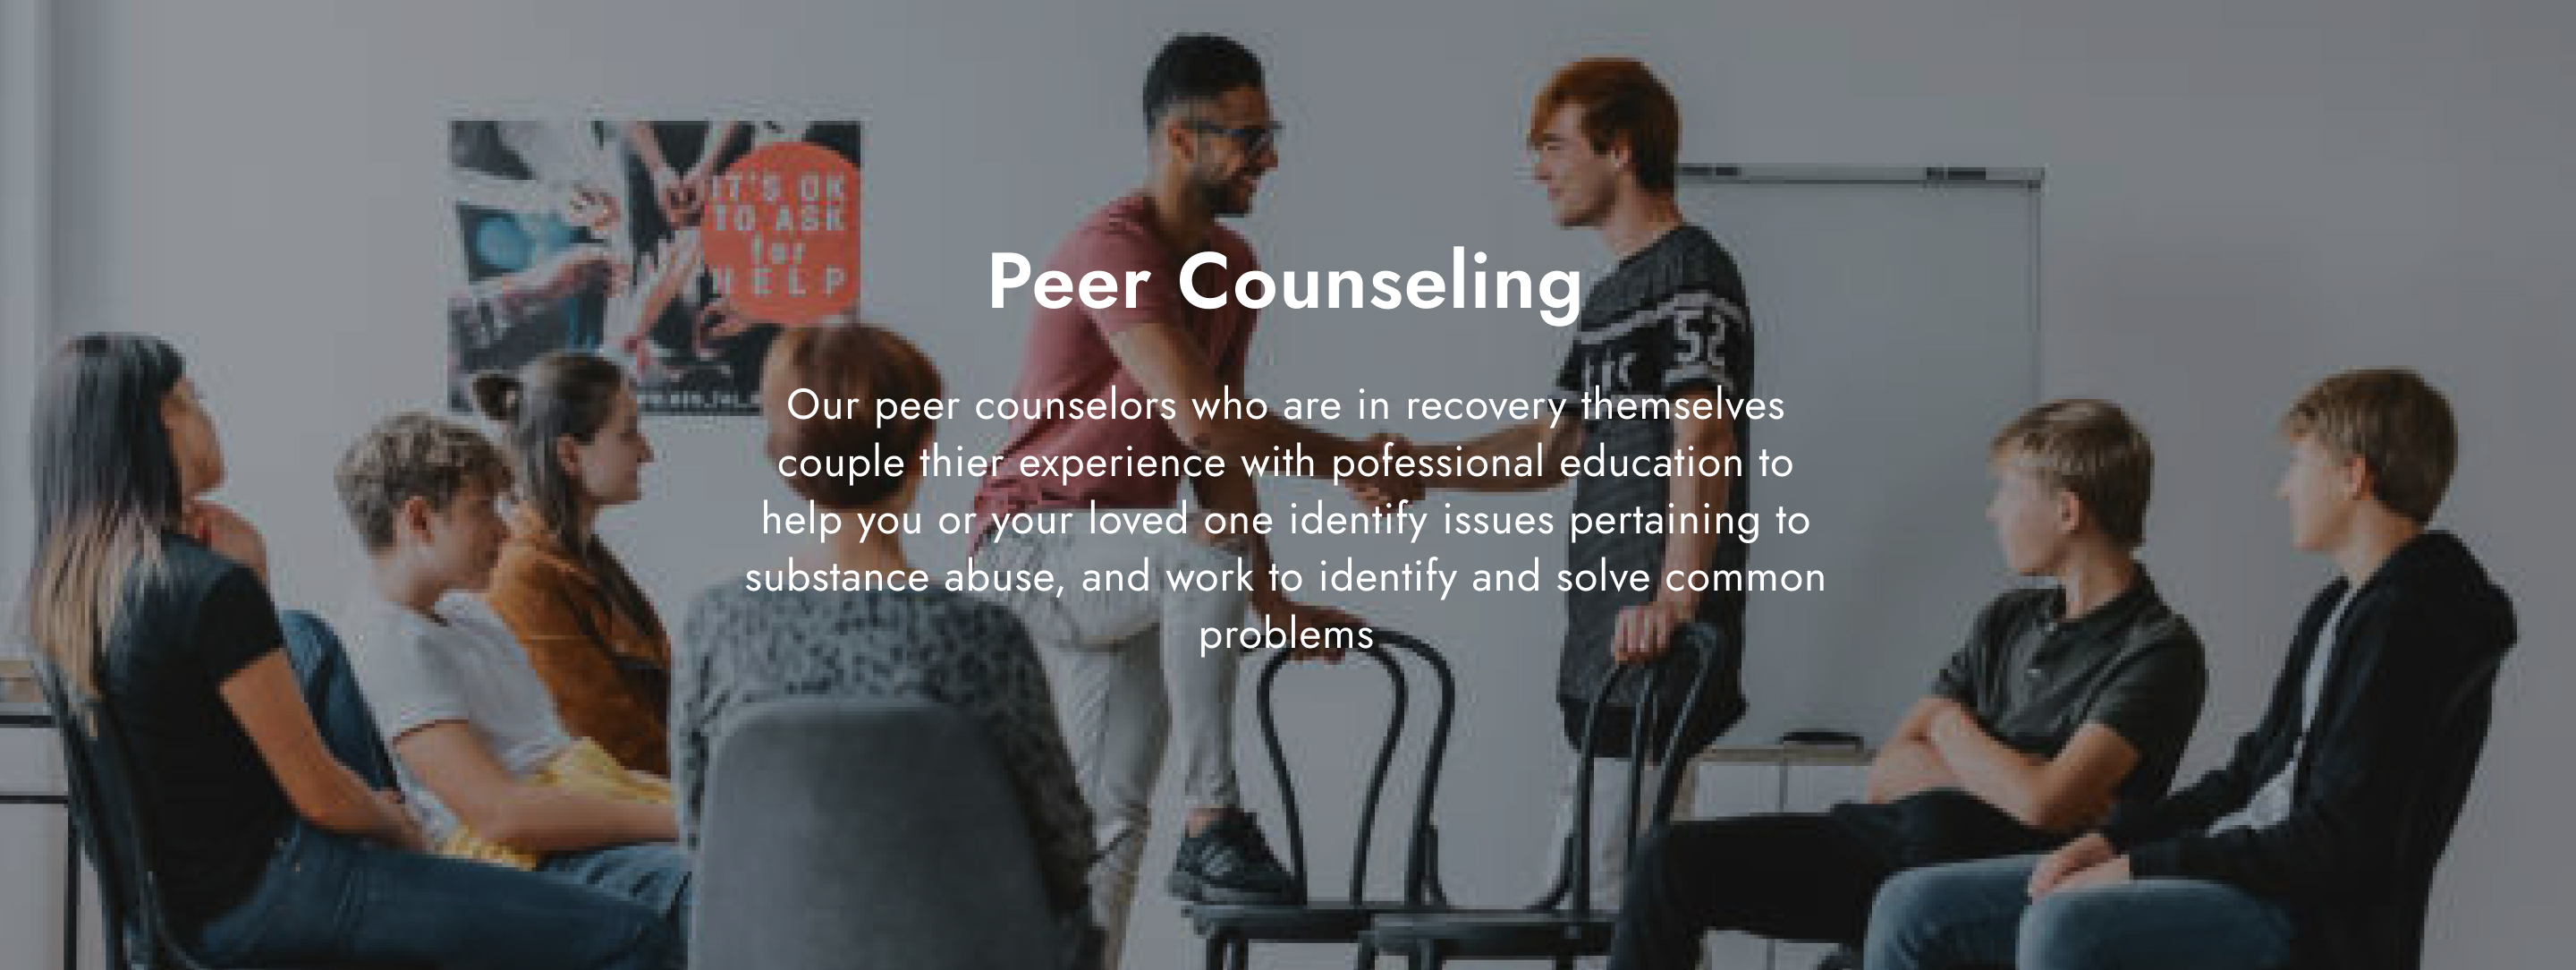 IT'S OK
TO ASK
for
HELP
Peer Counseling
52
Our peer counselors who are in recovery themselves
couple thier experience with pofessional education to
help you or your loved one identify issues pertaining to
substance abuse, and work to identify and solve common
problems